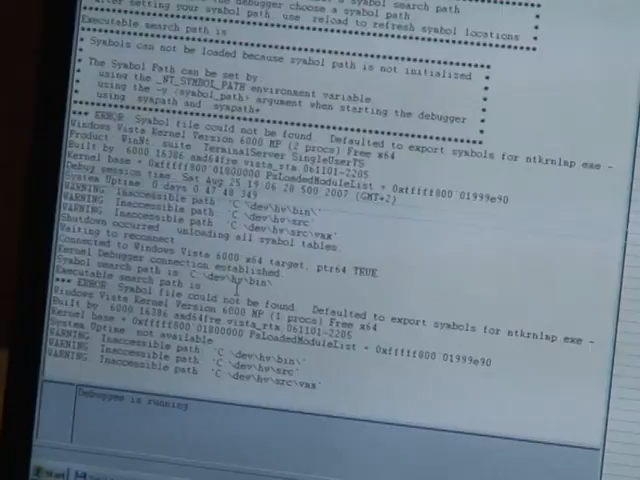 the debugger choose a symbol search path
after setting your symbol path, use .reload to refresh symbol locations
Executable search path is
* Symbols can not be loaded because symbol path is not initialized
* The Symbol Path can be set by
* using the _NT_SYMBOL_PATH environment variable
* using the -y <symbol_path> argument when starting the debugger
* using .sympath and .sympath+
*** ERROR Symbol file could not be found. Defaulted to export symbols for ntkrnlmp.exe -
Windows Vista Kernel Version 6000 MP (2 procs) Free x64
Product: WinNt, suite: TerminalServer SingleUserTS
Built by: 6000.16386.amd64fre.vista_rtm.061101-2205
Kernel base = 0xfffff800`01800000 PsLoadedModuleList = 0xfffff800`01999e90
Debug session time: Sat Aug 25 19:06:28.500 2007 (GMT+2)
System Uptime: 0 days 0:47:48.349
WARNING: Inaccessible path: 'C:\dev\hv\bin\'
WARNING: Inaccessible path: 'C:\dev\hv\src'
WARNING: Inaccessible path: 'C:\dev\hv\src\vmx'
Shutdown occurred... unloading all symbol tables.
Waiting to reconnect...
Connected to Windows Vista 6000 x64 target, ptr64 TRUE
Kernel Debugger connection established.
Symbol search path is: C:\dev\hv\bin\
Executable search path is
*** ERROR Symbol file could not be found. Defaulted to export symbols for ntkrnlmp.exe -
Windows Vista Kernel Version 6000 MP (1 procs) Free x64
Built by: 6000.16386.amd64fre.vista_rtm.061101-2205
Kernel base = 0xfffff800`01800000 PsLoadedModuleList = 0xfffff800`01999e90
System Uptime: not available
WARNING: Inaccessible path: 'C:\dev\hv\bin\'
WARNING: Inaccessible path: 'C:\dev\hv\src'
WARNING: Inaccessible path: 'C:\dev\hv\src\vmx'
Debuggee is running
Start